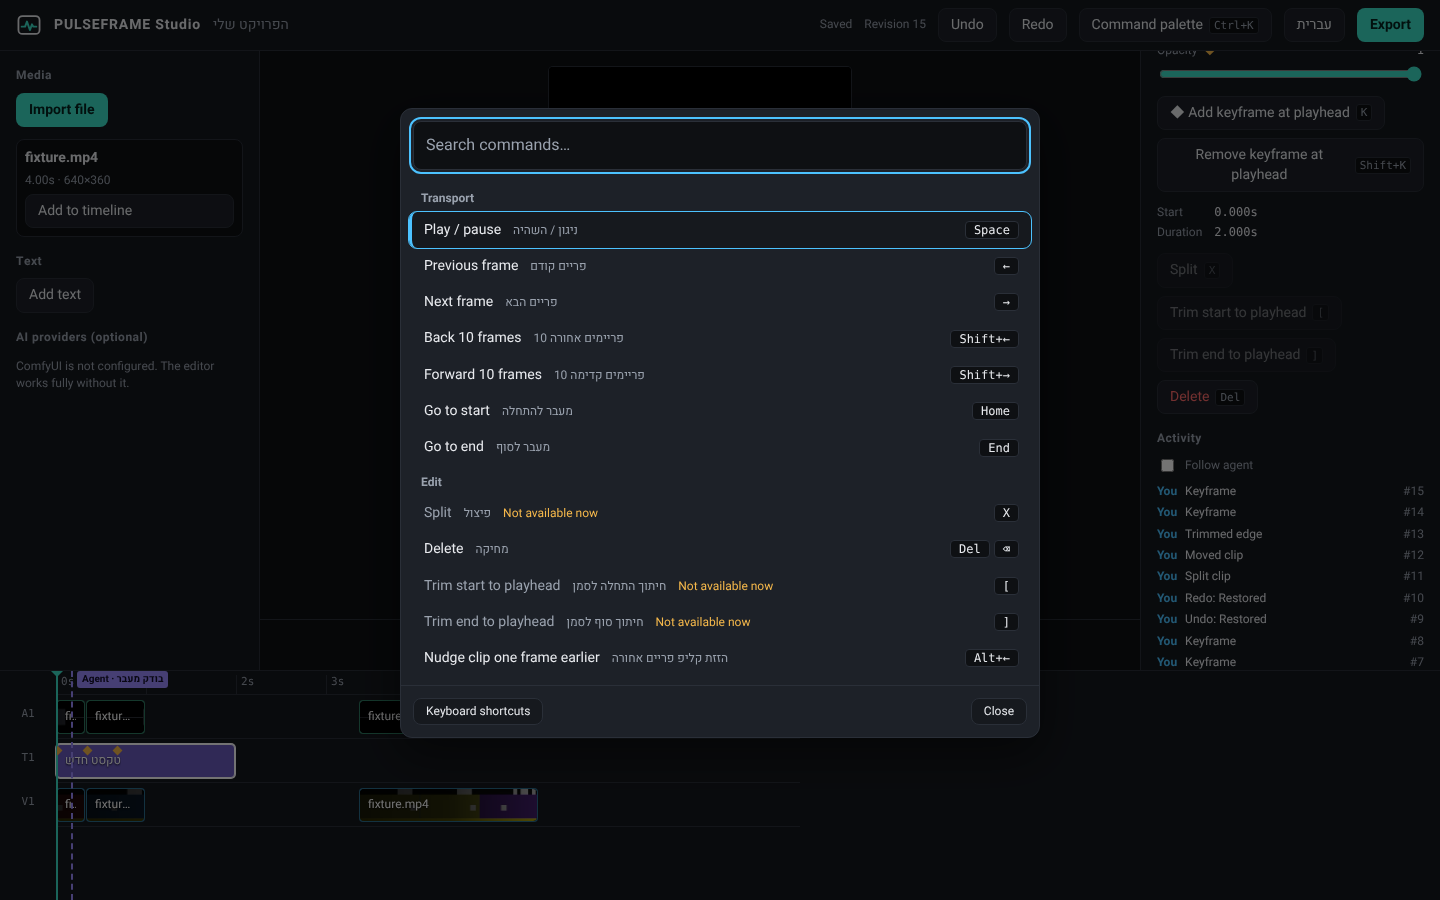 PULSEFRAME Studio הפרויקט שלי Saved Revision 15 Undo Redo Command palette Ctrl+K עברית Export
Media
Import file
fixture.mp4
4.00s · 640×360
Add to timeline
Text
Add text
AI providers (optional)
ComfyUI is not configured. The editor
works fully without it.
Search commands...
Transport
Play / pause ניגון / השהיה Space
Previous frame פריים קודם ←
Next frame פריים הבא →
Back 10 frames 10 פריימים אחורה Shift+←
Forward 10 frames 10 פריימים קדימה Shift+→
Go to start מעבר להתחלה Home
Go to end מעבר לסוף End
Edit
Split פיצול Not available now X
Delete מחיקה Del ⌫
Trim start to playhead חיתוך התחלה לסמן Not available now [
Trim end to playhead חיתוך סוף לסמן Not available now ]
Nudge clip one frame earlier הזזת קליפ פריים אחורה Alt+←
Keyboard shortcuts Close
Opacity 1
Add keyframe at playhead K
Remove keyframe at
playhead Shift+K
Start 0.000s
Duration 2.000s
Split X
Trim start to playhead [
Trim end to playhead ]
Delete Del
Activity
Follow agent
You Keyframe #15
You Keyframe #14
You Trimmed edge #13
You Moved clip #12
You Split clip #11
You Redo: Restored #10
You Undo: Restored #9
You Keyframe #8
You Keyframe #7
0s Agent · בודק מעבר 2s 3s
A1 fi... fixtur... fixture
T1 טקסט חדש
V1 fi... fixtur... fixture.mp4